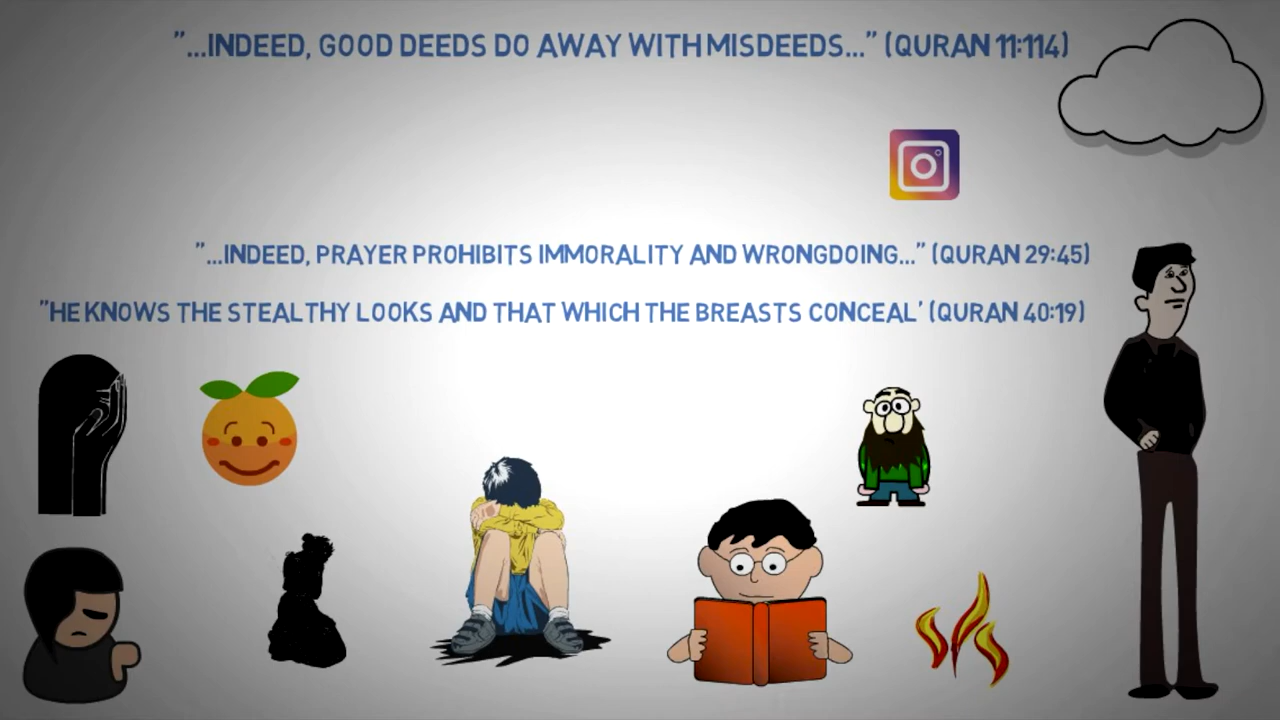 "...INDEED, GOOD DEEDS DO AWAY WITH MISDEEDS..." (QURAN 11:114)
"...INDEED, PRAYER PROHIBITS IMMORALITY AND WRONGDOING..." (QURAN 29:45)
"HE KNOWS THE STEALTHY LOOKS AND THAT WHICH THE BREASTS CONCEAL' (QURAN 40:19)